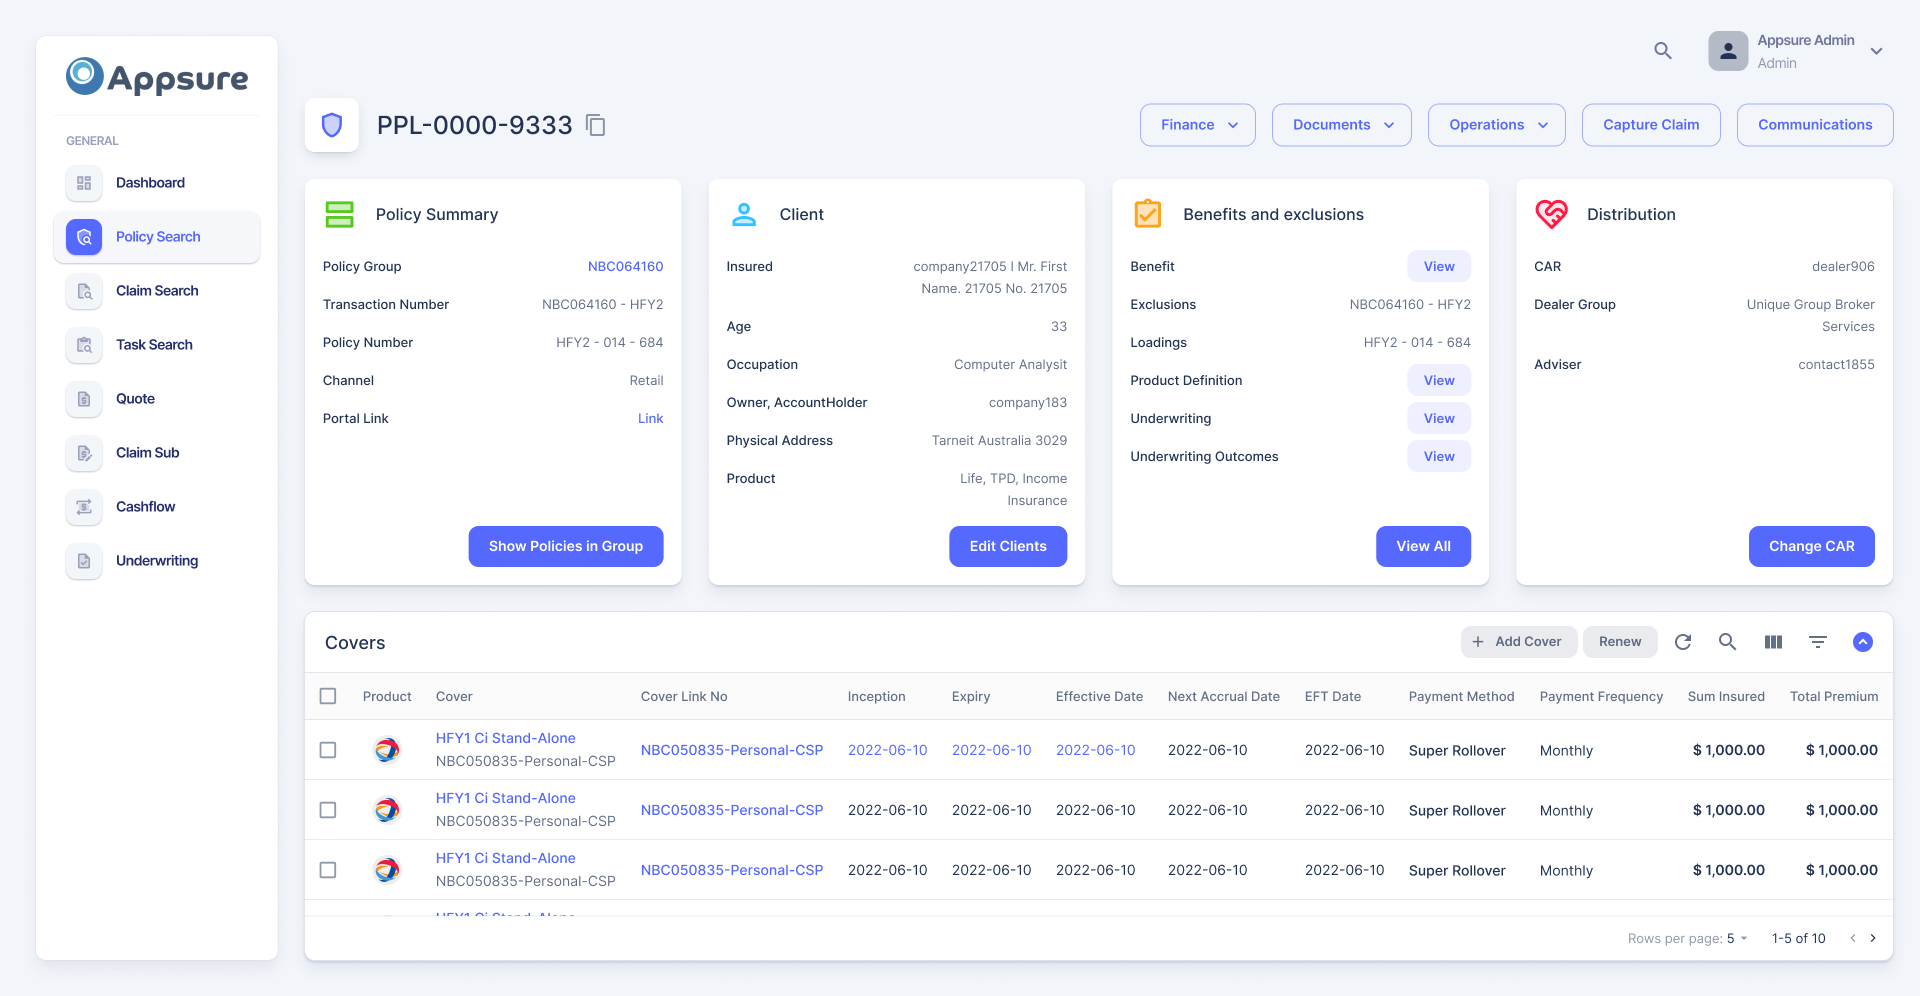 Appsure
GENERAL
Dashboard
Policy Search
Claim Search
Task Search
Quote
Claim Sub
Cashflow
Underwriting
Appsure Admin
Admin
PPL-0000-9333
Finance
Documents
Operations
Capture Claim
Communications
Policy Summary
Policy Group NBC064160
Transaction Number NBC064160 - HFY2
Policy Number HFY2 - 014 - 684
Channel Retail
Portal Link Link
Show Policies in Group
Client
Insured company21705 I Mr. First
Name. 21705 No. 21705
Age 33
Occupation Computer Analysit
Owner, AccountHolder company183
Physical Address Tarneit Australia 3029
Product Life, TPD, Income
Insurance
Edit Clients
Benefits and exclusions
Benefit View
Exclusions NBC064160 - HFY2
Loadings HFY2 - 014 - 684
Product Definition View
Underwriting View
Underwriting Outcomes View
View All
Distribution
CAR dealer906
Dealer Group Unique Group Broker
Services
Adviser contact1855
Change CAR
Covers
Add Cover
Renew
Product Cover Cover Link No Inception Expiry Effective Date Next Accrual Date EFT Date Payment Method Payment Frequency Sum Insured Total Premium
HFY1 Ci Stand-Alone
NBC050835-Personal-CSP NBC050835-Personal-CSP 2022-06-10 2022-06-10 2022-06-10 2022-06-10 2022-06-10 Super Rollover Monthly $ 1,000.00 $ 1,000.00
HFY1 Ci Stand-Alone
NBC050835-Personal-CSP NBC050835-Personal-CSP 2022-06-10 2022-06-10 2022-06-10 2022-06-10 2022-06-10 Super Rollover Monthly $ 1,000.00 $ 1,000.00
HFY1 Ci Stand-Alone
NBC050835-Personal-CSP NBC050835-Personal-CSP 2022-06-10 2022-06-10 2022-06-10 2022-06-10 2022-06-10 Super Rollover Monthly $ 1,000.00 $ 1,000.00
Rows per page: 5 1-5 of 10